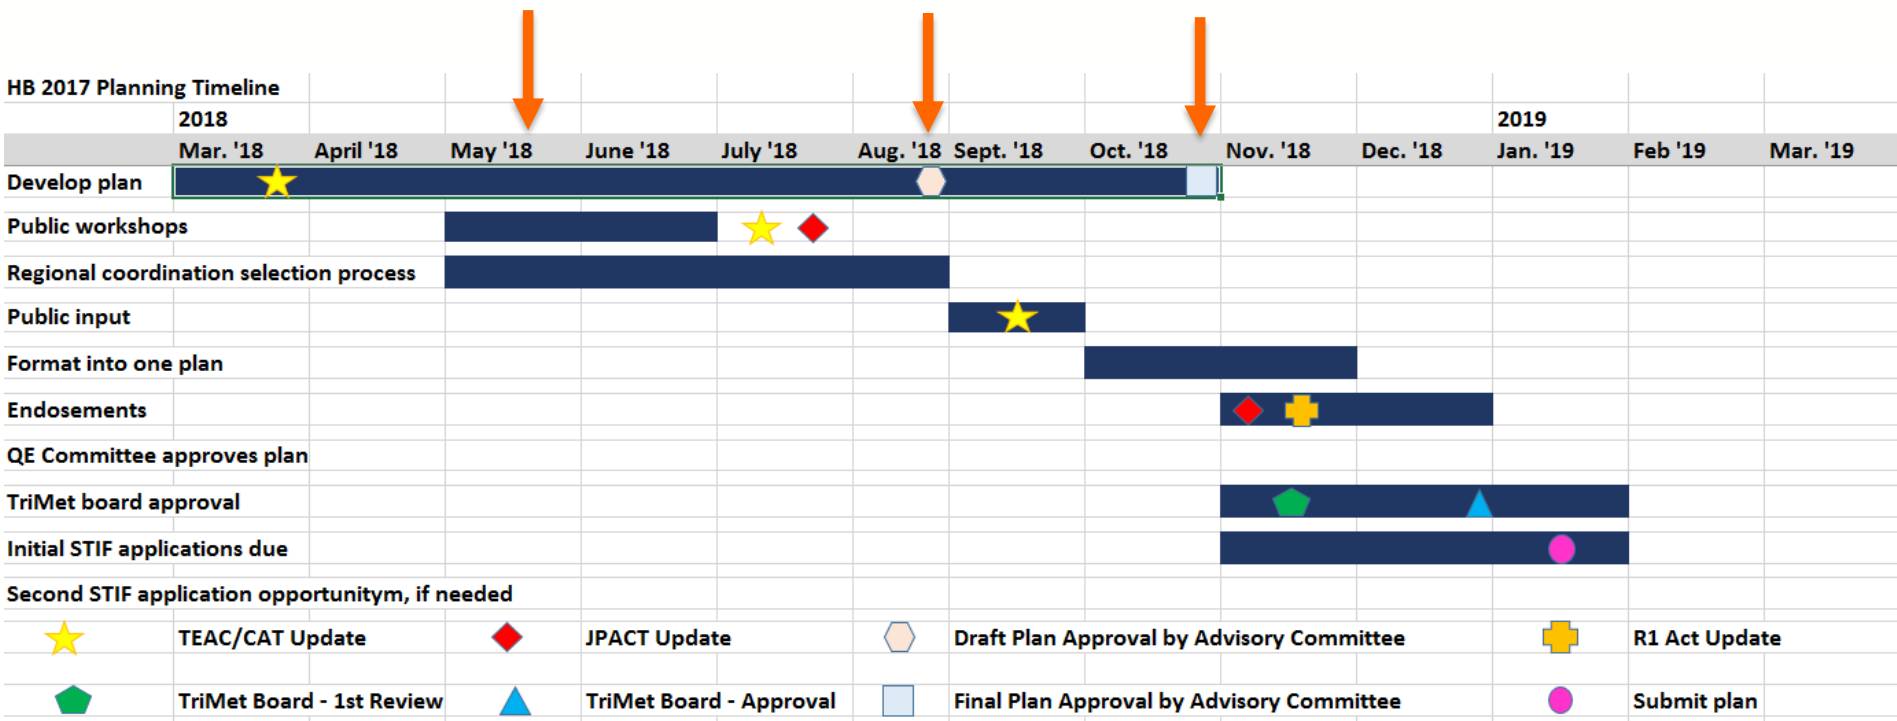 HB 2017 Planning Timeline
2018 2019
Mar. '18 April '18 May '18 June '18 July '18 Aug. '18 Sept. '18 Oct. '18 Nov. '18 Dec. '18 Jan. '19 Feb '19 Mar. '19
Develop plan
Public workshops
Regional coordination selection process
Public input
Format into one plan
Endosements
QE Committee approves plan
TriMet board approval
Initial STIF applications due
Second STIF application opportunitym, if needed
TEAC/CAT Update JPACT Update Draft Plan Approval by Advisory Committee R1 Act Update
TriMet Board - 1st Review TriMet Board - Approval Final Plan Approval by Advisory Committee Submit plan